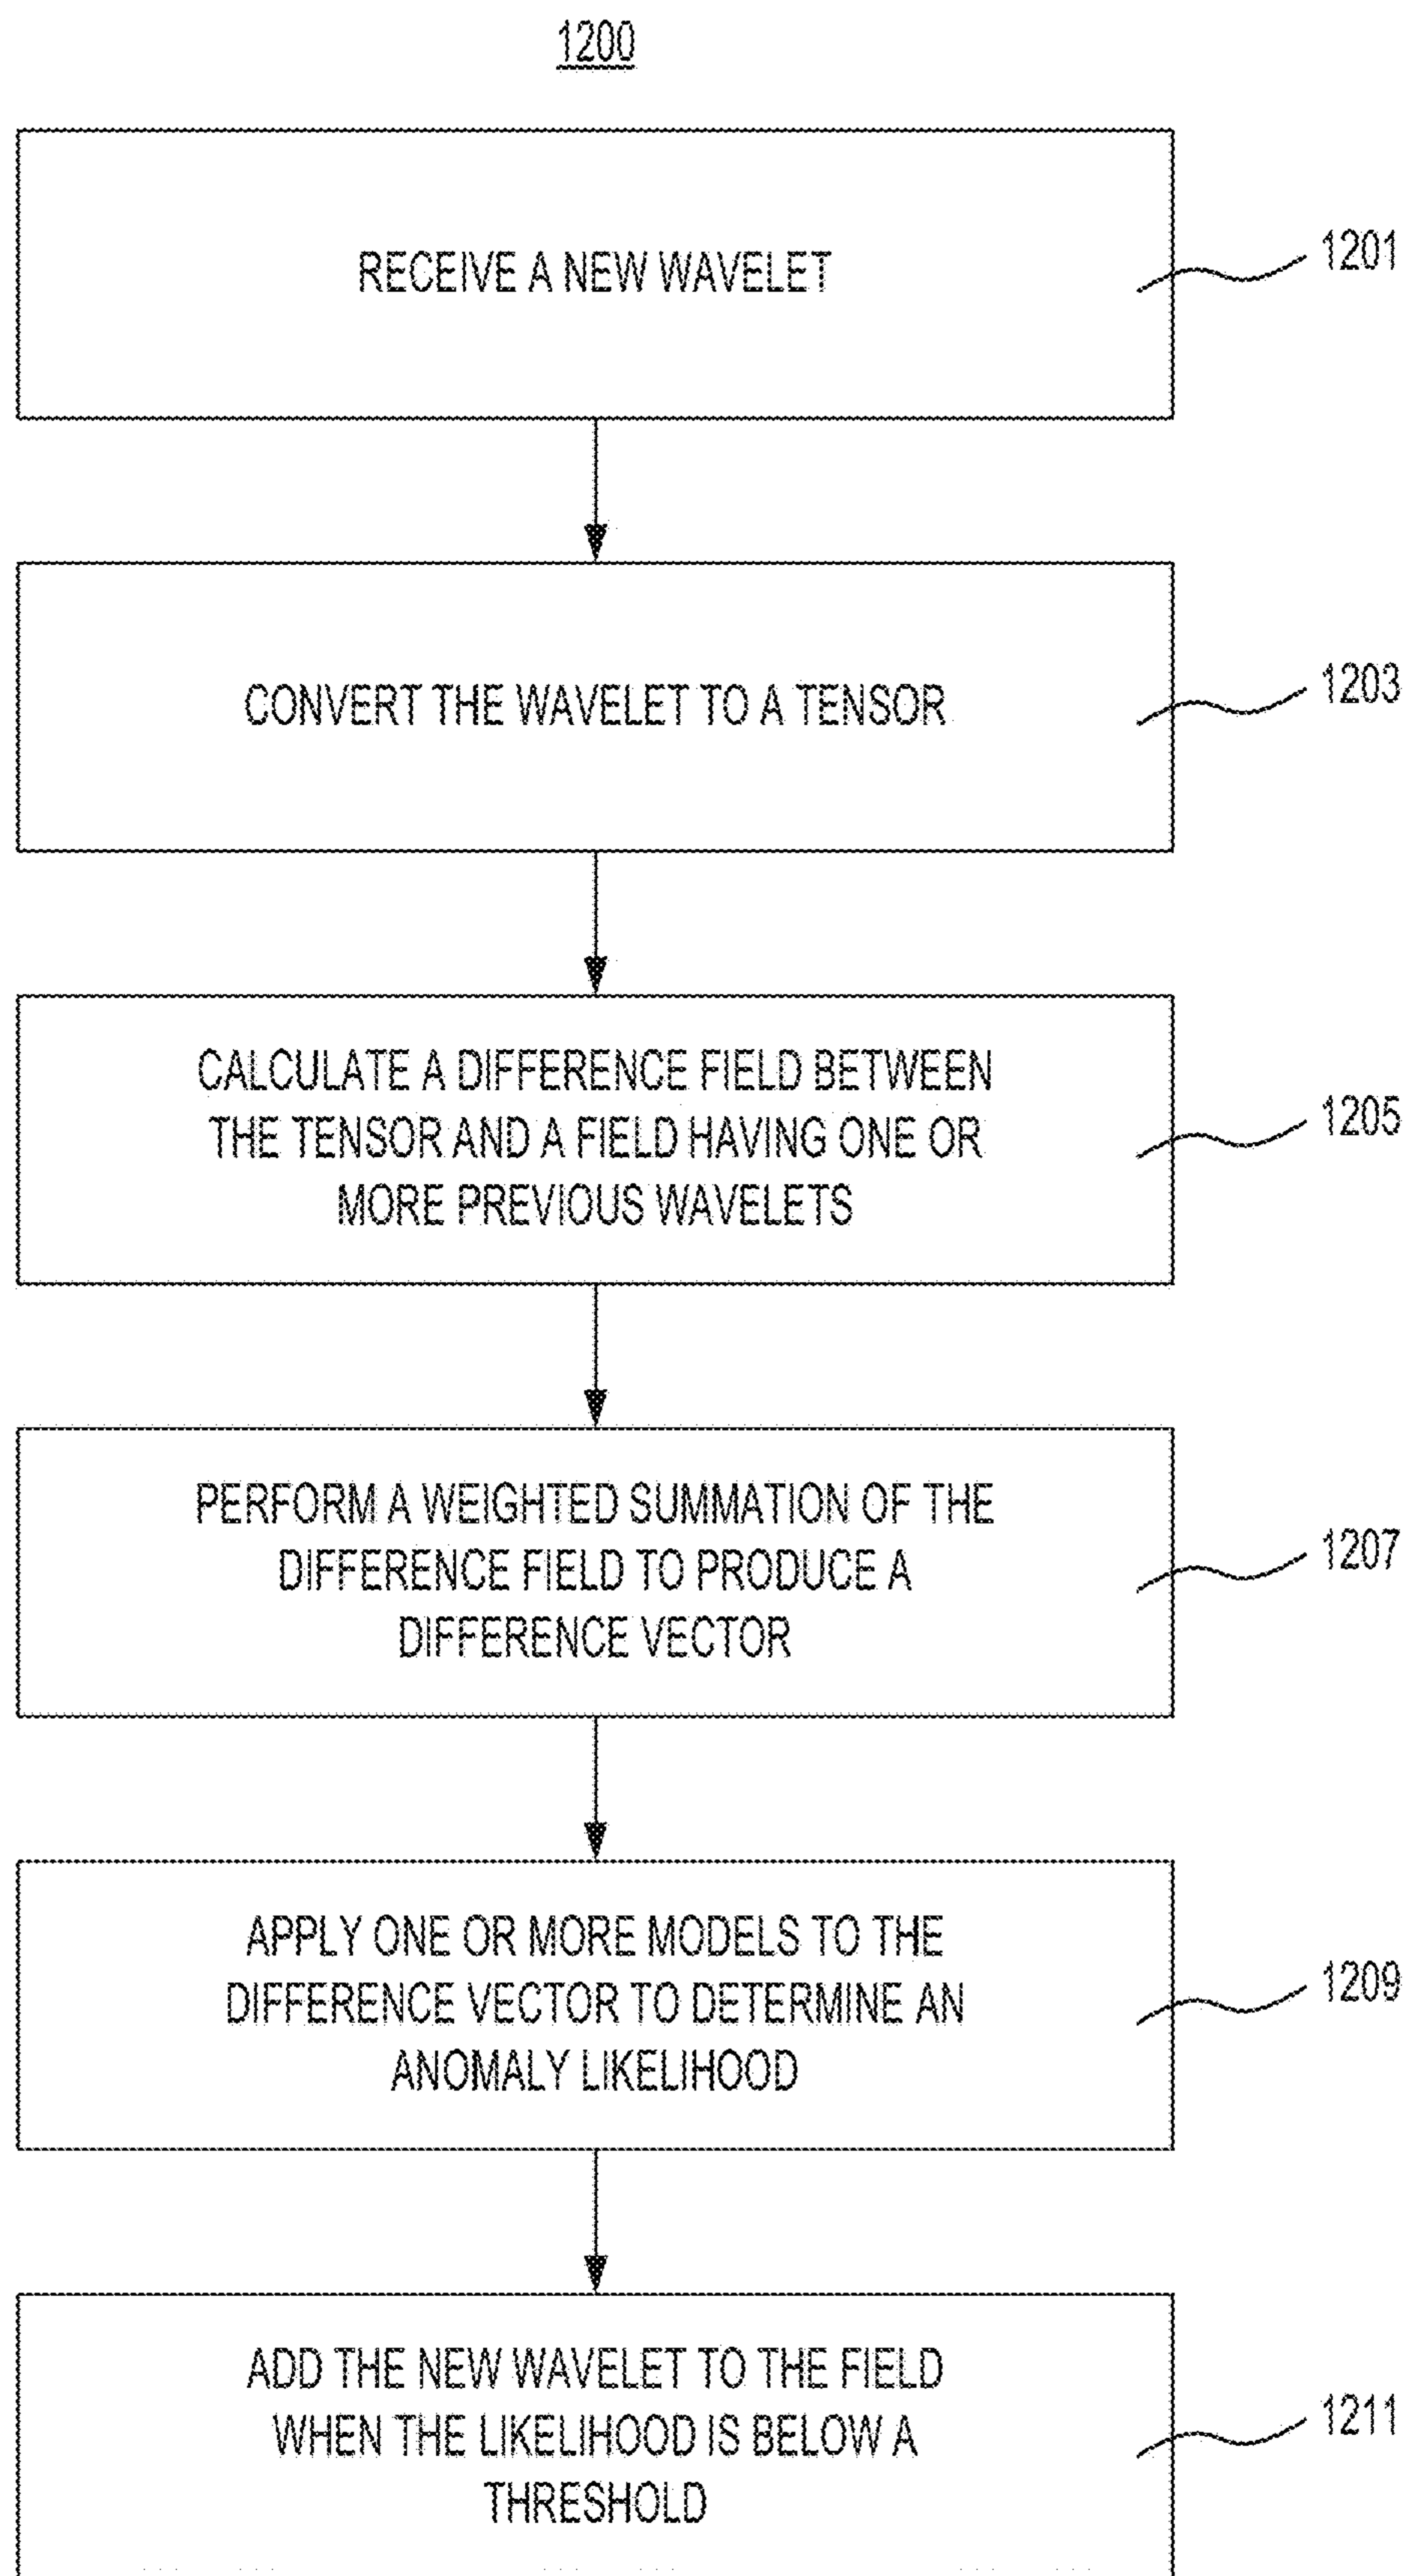 1200
RECEIVE A NEW WAVELET
1201
CONVERT THE WAVELET TO A TENSOR
1203
CALCULATE A DIFFERENCE FIELD BETWEEN
THE TENSOR AND A FIELD HAVING ONE OR
MORE PREVIOUS WAVELETS
1205
PERFORM A WEIGHTED SUMMATION OF THE
DIFFERENCE FIELD TO PRODUCE A
DIFFERENCE VECTOR
1207
APPLY ONE OR MORE MODELS TO THE
DIFFERENCE VECTOR TO DETERMINE AN
ANOMALY LIKELIHOOD
1209
ADD THE NEW WAVELET TO THE FIELD
WHEN THE LIKELIHOOD IS BELOW A
THRESHOLD
1211